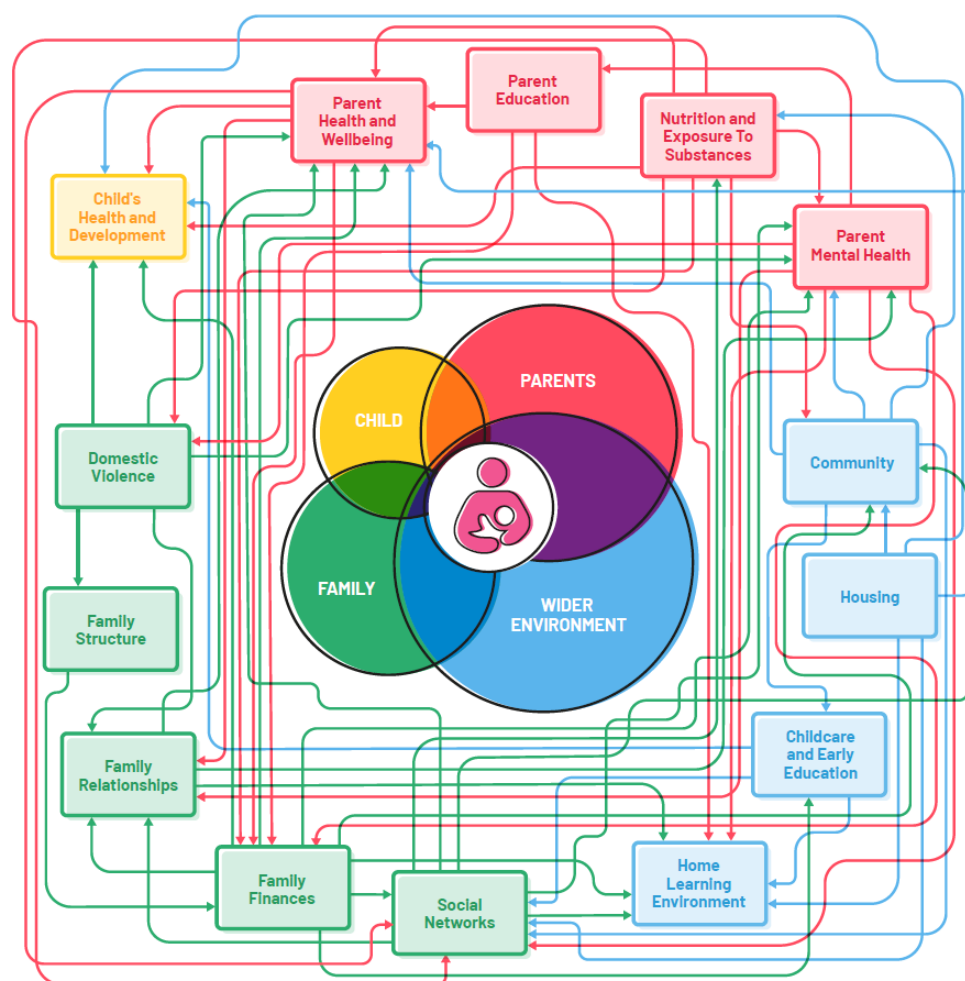 Parent
Education
Parent
Health and
Wellbeing
Nutrition and
Exposure To
Substances
Child's
Health and
Development
Parent
Mental Health
PARENTS
CHILD
Domestic
Violence
Community
FAMILY
WIDER
ENVIRONMENT
Housing
Family
Structure
Family
Relationships
Childcare
and Early
Education
Family
Finances
Social
Networks
Home
Learning
Environment